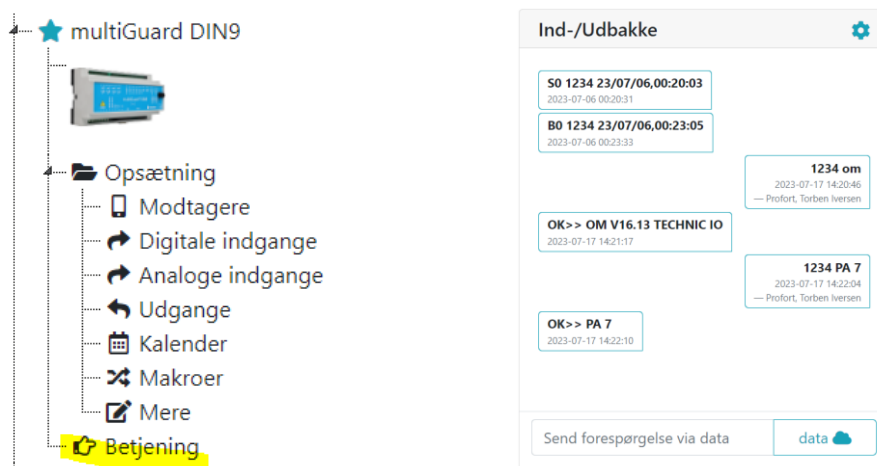 multiGuard DIN9
Opsætning
Modtagere
Digitale indgange
Analoge indgange
Udgange
Kalender
Makroer
Mere
Betjening
Ind-/Udbakke
S0 1234 23/07/06,00:20:03
2023-07-06 00:20:31
B0 1234 23/07/06,00:23:05
2023-07-06 00:23:33
1234 om
2023-07-17 14:20:46
— Profort, Torben Iversen
OK>> OM V16.13 TECHNIC IO
2023-07-17 14:21:17
1234 PA 7
2023-07-17 14:22:04
— Profort, Torben Iversen
OK>> PA 7
2023-07-17 14:22:10
Send forespørgelse via data
data